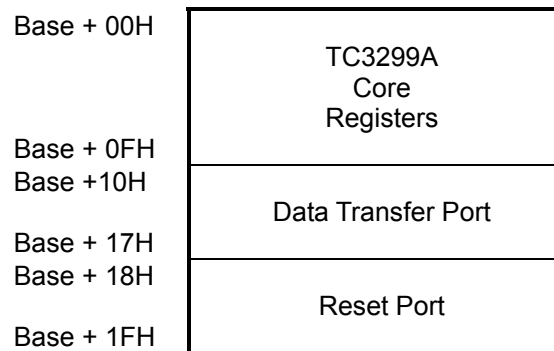 Base + 00H
TC3299A
Core
Registers
Base + 0FH
Base +10H
Data Transfer Port
Base + 17H
Base + 18H
Reset Port
Base + 1FH